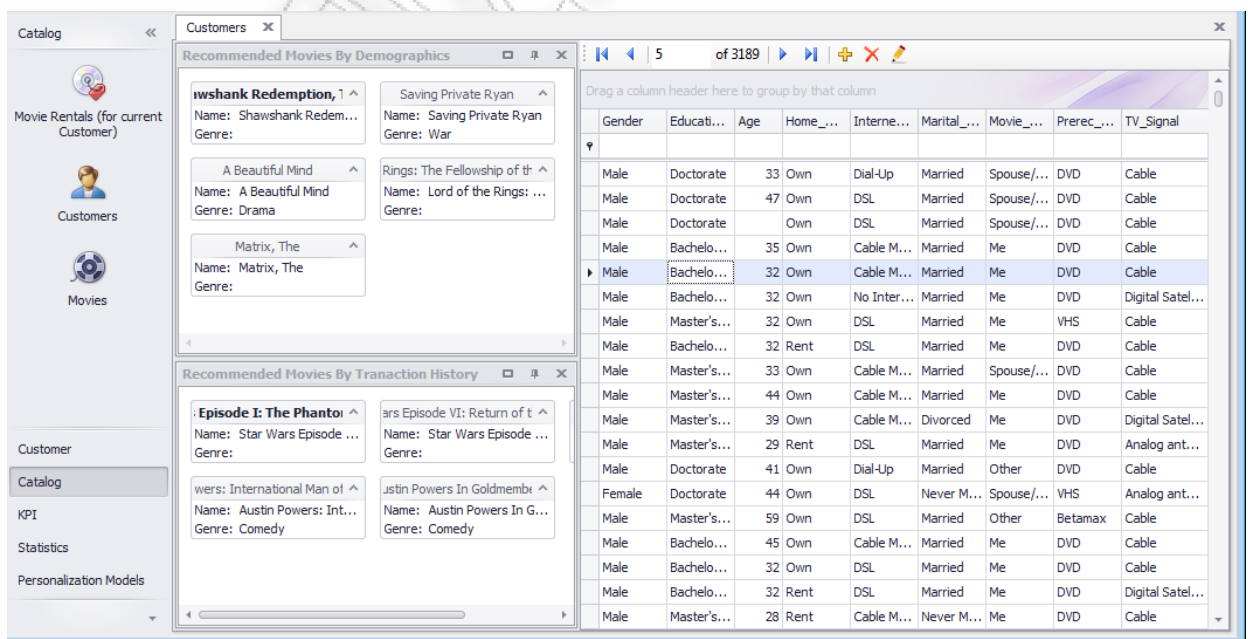 Catalog «
Movie Rentals (for current
Customer)
Customers
Movies
Customer
Catalog
KPI
Statistics
Personalization Models
Customers
Recommended Movies By Demographics
awshank Redemption, T
Name: Shawshank Redem...
Genre:
Saving Private Ryan
Name: Saving Private Ryan
Genre: War
A Beautiful Mind
Name: A Beautiful Mind
Genre: Drama
Rings: The Fellowship of th
Name: Lord of the Rings: ...
Genre:
Matrix, The
Name: Matrix, The
Genre:
Recommended Movies By Tranaction History
: Episode I: The Phantor
Name: Star Wars Episode ...
Genre:
ars Episode VI: Return of t
Name: Star Wars Episode ...
Genre:
wers: International Man of
Name: Austin Powers: Int...
Genre: Comedy
ustin Powers In Goldmembe
Name: Austin Powers In G...
Genre: Comedy
5 of 3189
Drag a column header here to group by that column
Gender Educati... Age Home_... Interne... Marital_... Movie_... Prerec_... TV_Signal
Male Doctorate 33 Own Dial-Up Married Spouse/... DVD Cable
Male Doctorate 47 Own DSL Married Spouse/... DVD Cable
Male Doctorate Own DSL Married Spouse/... DVD Cable
Male Bachelo... 35 Own Cable M... Married Me DVD Cable
Male Bachelo... 32 Own Cable M... Married Me DVD Cable
Male Bachelo... 32 Own No Inter... Married Me DVD Digital Satel...
Male Master's... 32 Own DSL Married Me VHS Cable
Male Bachelo... 32 Rent DSL Married Me DVD Cable
Male Master's... 33 Own Cable M... Married Spouse/... DVD Cable
Male Master's... 44 Own Cable M... Married Me DVD Cable
Male Master's... 39 Own Cable M... Divorced Me DVD Digital Satel...
Male Master's... 29 Rent DSL Married Me DVD Analog ant...
Male Doctorate 41 Own Dial-Up Married Other DVD Cable
Female Doctorate 44 Own DSL Never M... Spouse/... VHS Analog ant...
Male Master's... 59 Own DSL Married Other Betamax Cable
Male Bachelo... 45 Own Cable M... Married Me DVD Cable
Male Bachelo... 32 Own DSL Married Me DVD Cable
Male Bachelo... 32 Rent DSL Married Me DVD Digital Satel...
Male Master's... 28 Rent Cable M... Never M... Me DVD Cable